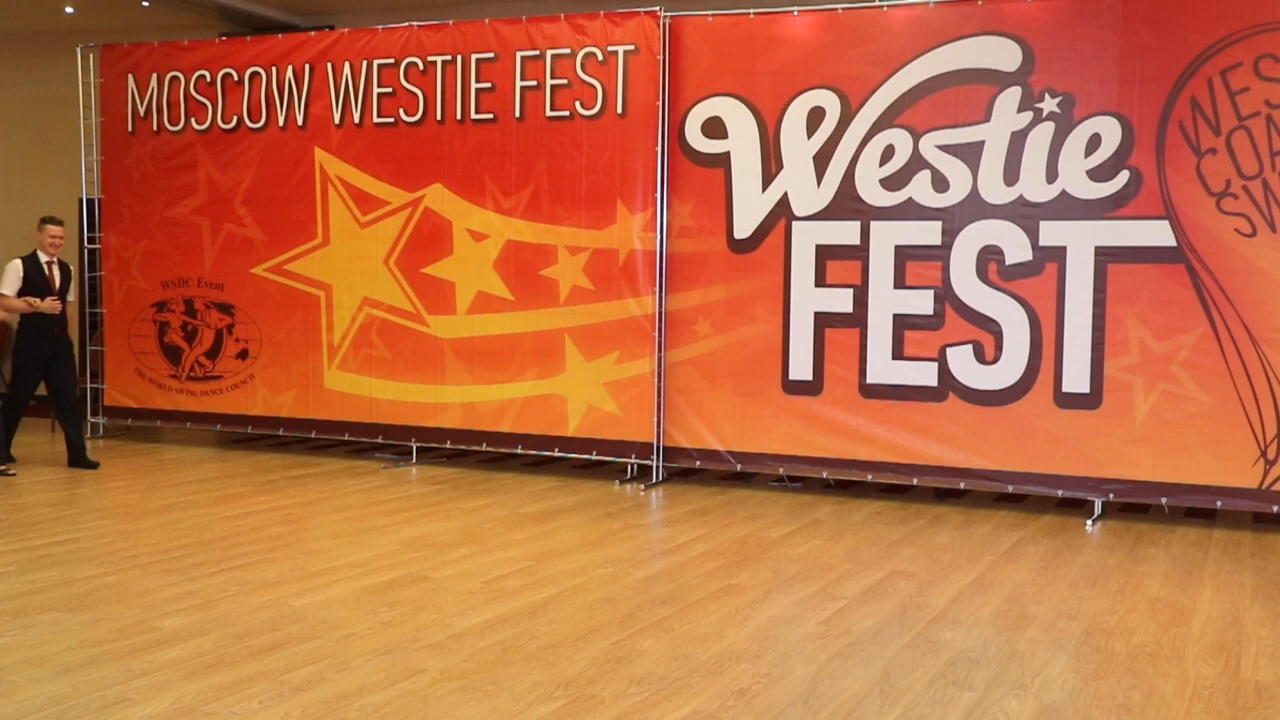 MOSCOW WESTIE FEST
WSDC Event
THE WORLD SWING DANCE COUNCIL
Westie
FEST
WES
COA
SW